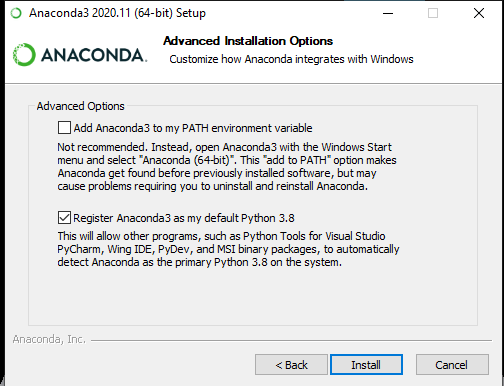 Anaconda3 2020.11 (64-bit) Setup
ANACONDA.
Advanced Installation Options
Customize how Anaconda integrates with Windows
Advanced Options
Add Anaconda3 to my PATH environment variable
Not recommended. Instead, open Anaconda3 with the Windows Start
menu and select "Anaconda (64-bit)". This "add to PATH" option makes
Anaconda get found before previously installed software, but may
cause problems requiring you to uninstall and reinstall Anaconda.
Register Anaconda3 as my default Python 3.8
This will allow other programs, such as Python Tools for Visual Studio
PyCharm, Wing IDE, PyDev, and MSI binary packages, to automatically
detect Anaconda as the primary Python 3.8 on the system.
Anaconda, Inc.
< Back
Install
Cancel